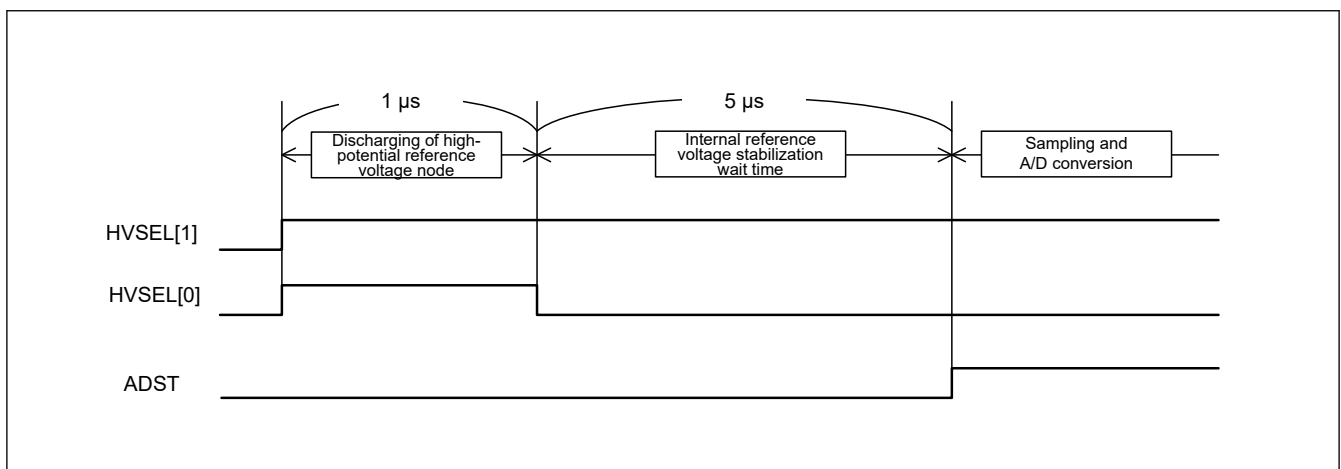 1 µs
5 µs
Discharging of high-
potential reference
voltage node
Internal reference
voltage stabilization
wait time
Sampling and
A/D conversion
HVSEL[1]
HVSEL[0]
ADST